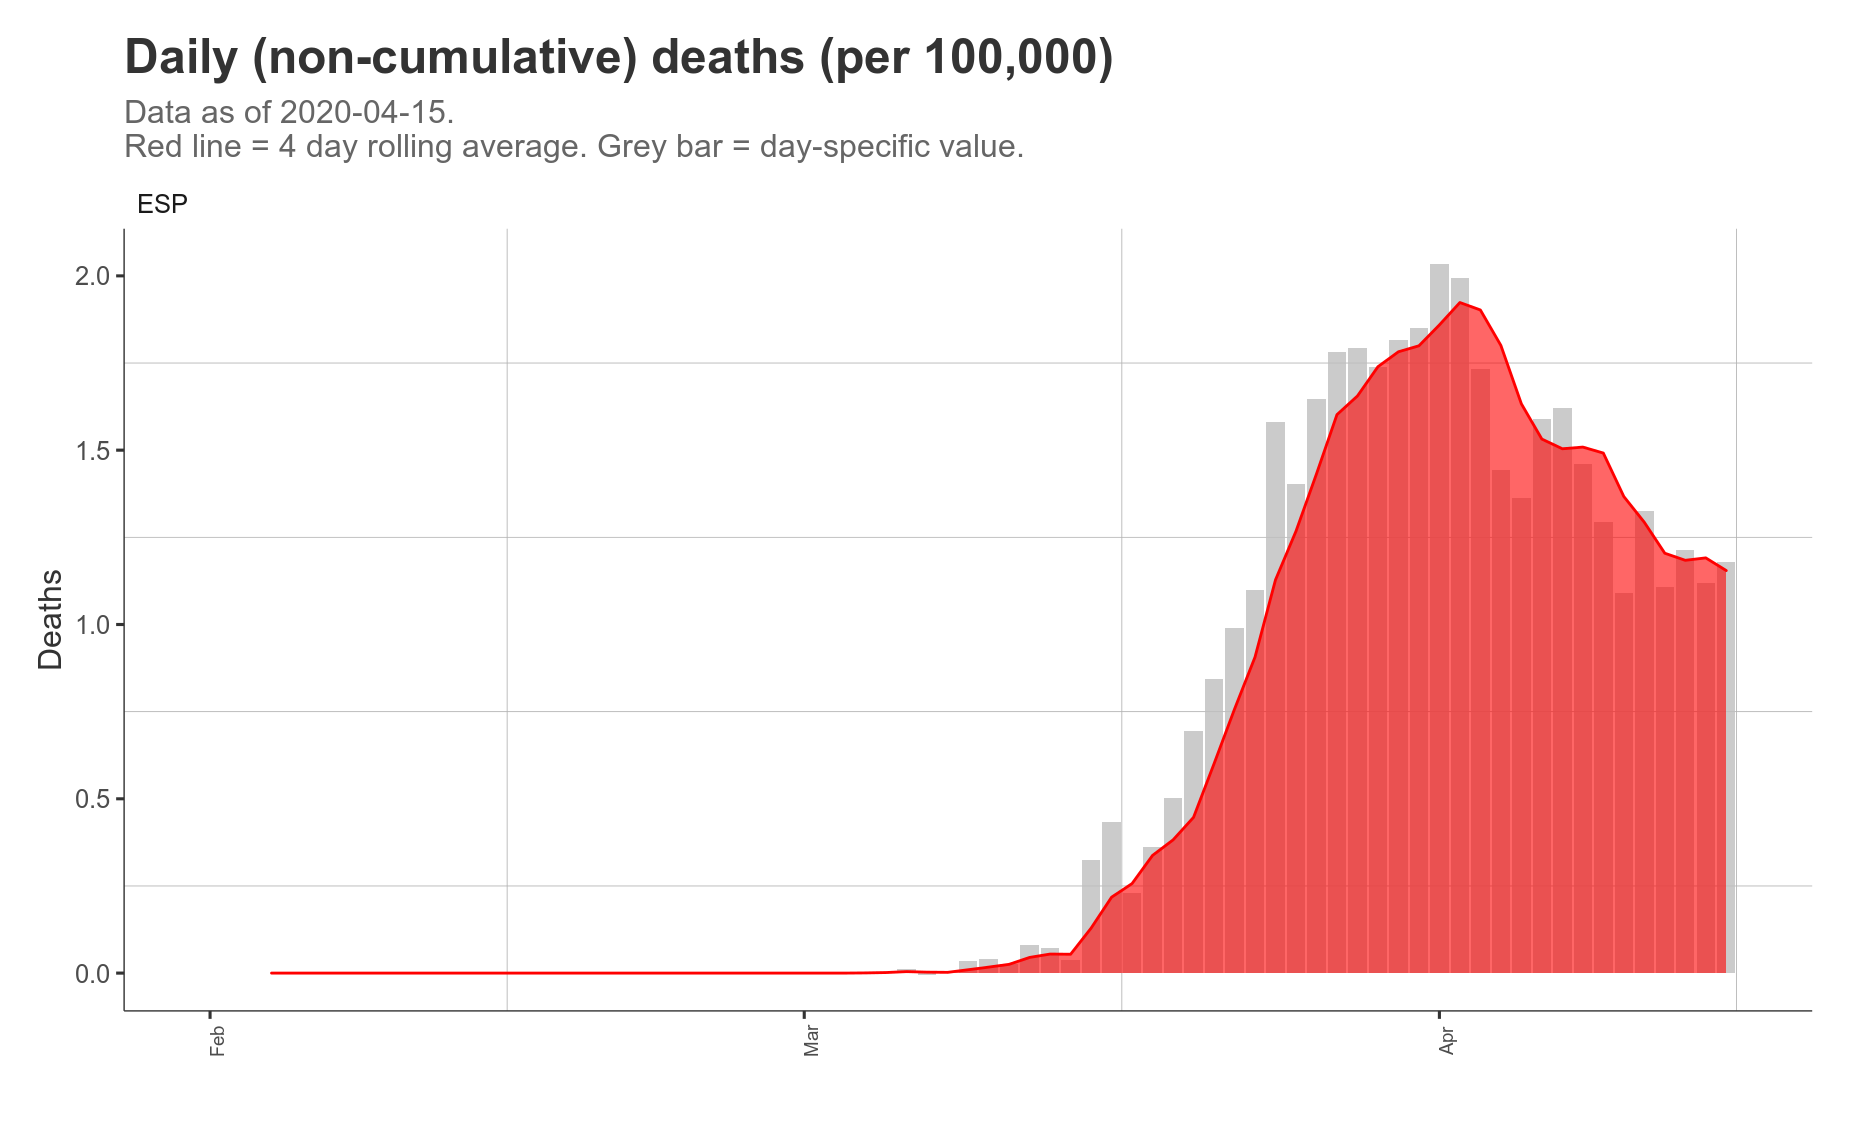 Daily (non-cumulative) deaths (per 100,000)
Data as of 2020-04-15.
Red line = 4 day rolling average. Grey bar = day-specific value.
ESP
2.0
1.5
1.0
0.5
0.0
Deaths
Feb
Mar
Apr